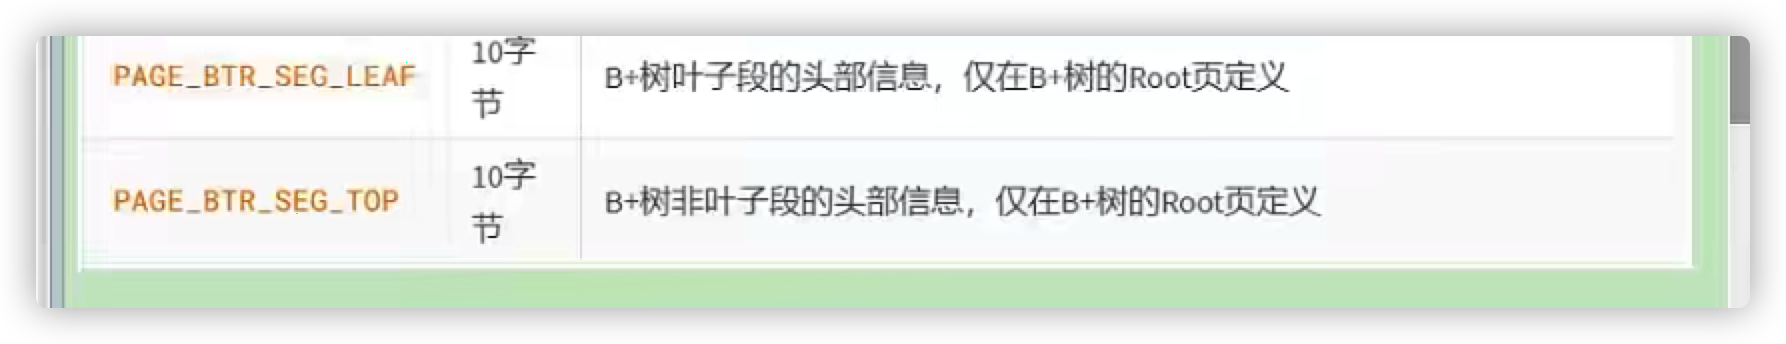 PAGE_BTR_SEG_LEAF
10字
节
B+树叶子段的头部信息，仅在B+树的Root页定义
PAGE_BTR_SEG_TOP
10字
节
B+树非叶子段的头部信息，仅在B+树的Root页定义